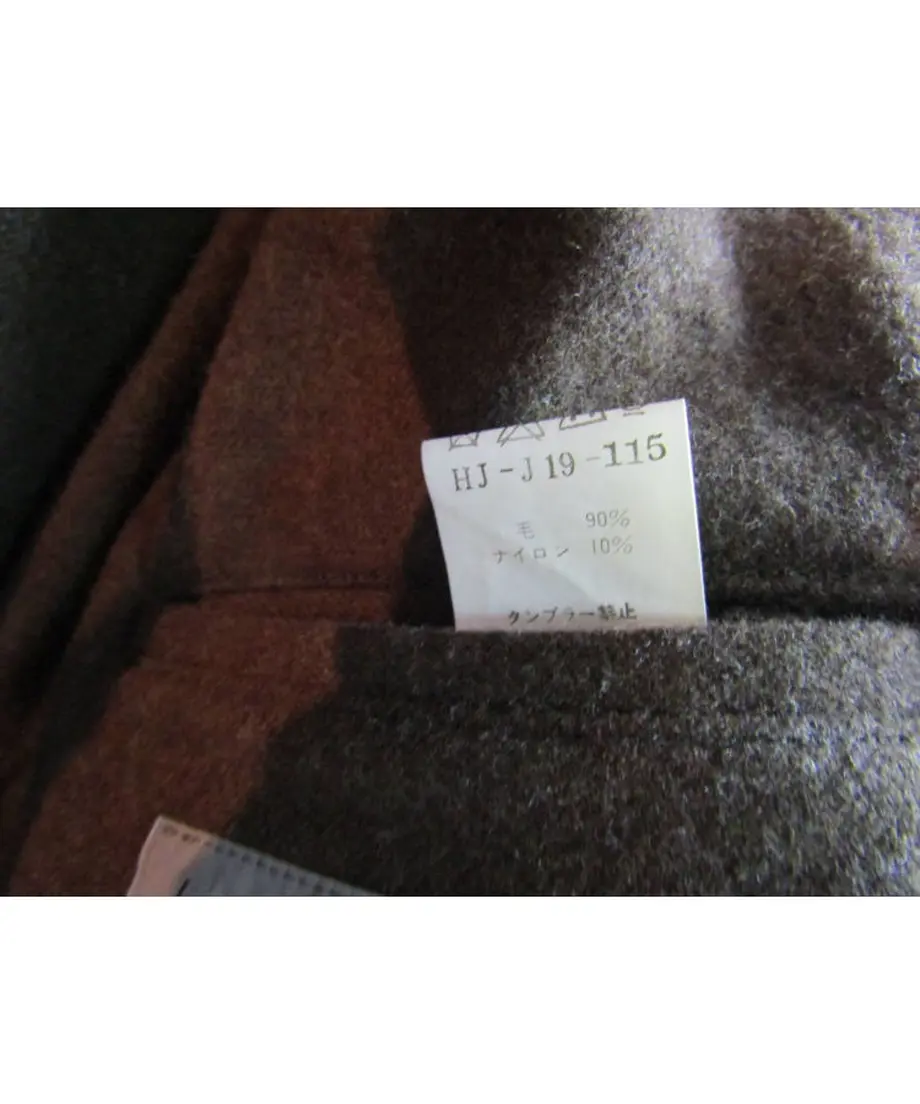 HJ-J19-115
毛 90%
ナイロン 10%
タンブラー禁止